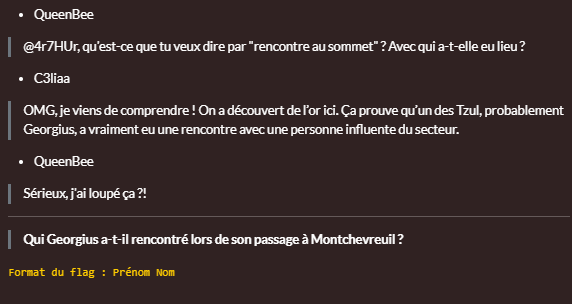 QueenBee
@4r7HUr, qu'est-ce que tu veux dire par "rencontre au sommet" ? Avec qui a-t-elle eu lieu ?
C3liaa
OMG, je viens de comprendre ! On a découvert de l'or ici. Ça prouve qu'un des Tzul, probablement
Georgius, a vraiment eu une rencontre avec une personne influente du secteur.
QueenBee
Sérieux, j'ai loupé ça ?!
Qui Georgius a-t-il rencontré lors de son passage à Montchevreuil ?
Format du flag : Prénom Nom